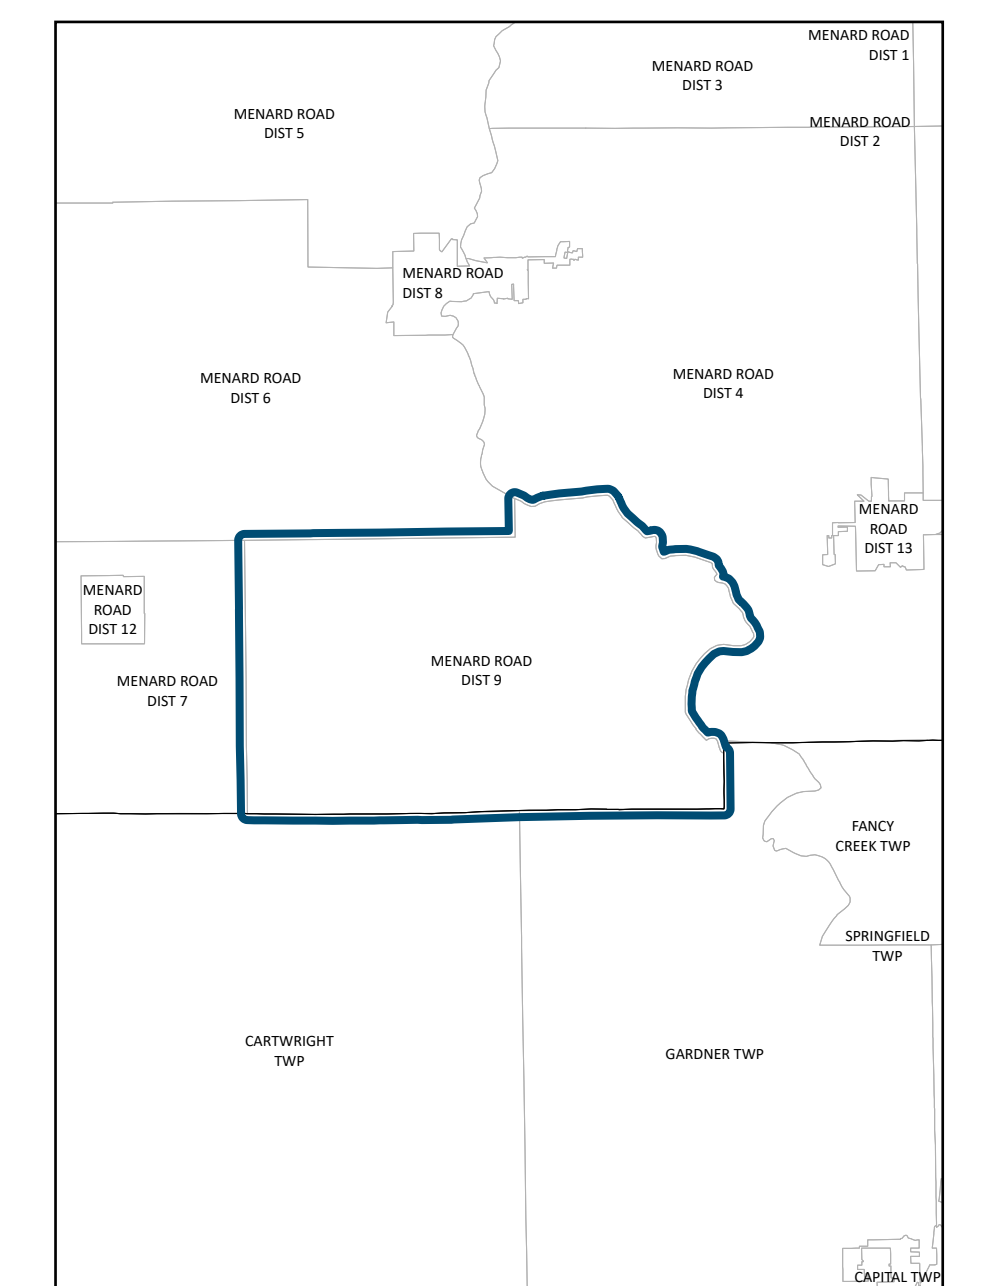 MENARD ROAD
DIST 1
MENARD ROAD
DIST 3
MENARD ROAD
DIST 5
MENARD ROAD
DIST 2
MENARD ROAD
DIST 8
MENARD ROAD
DIST 6
MENARD ROAD
DIST 4
MENARD
ROAD
DIST 13
MENARD
ROAD
DIST 12
MENARD ROAD
DIST 9
MENARD ROAD
DIST 7
FANCY
CREEK TWP
SPRINGFIELD
TWP
CARTWRIGHT
TWP
GARDNER TWP
CAPITAL TWP